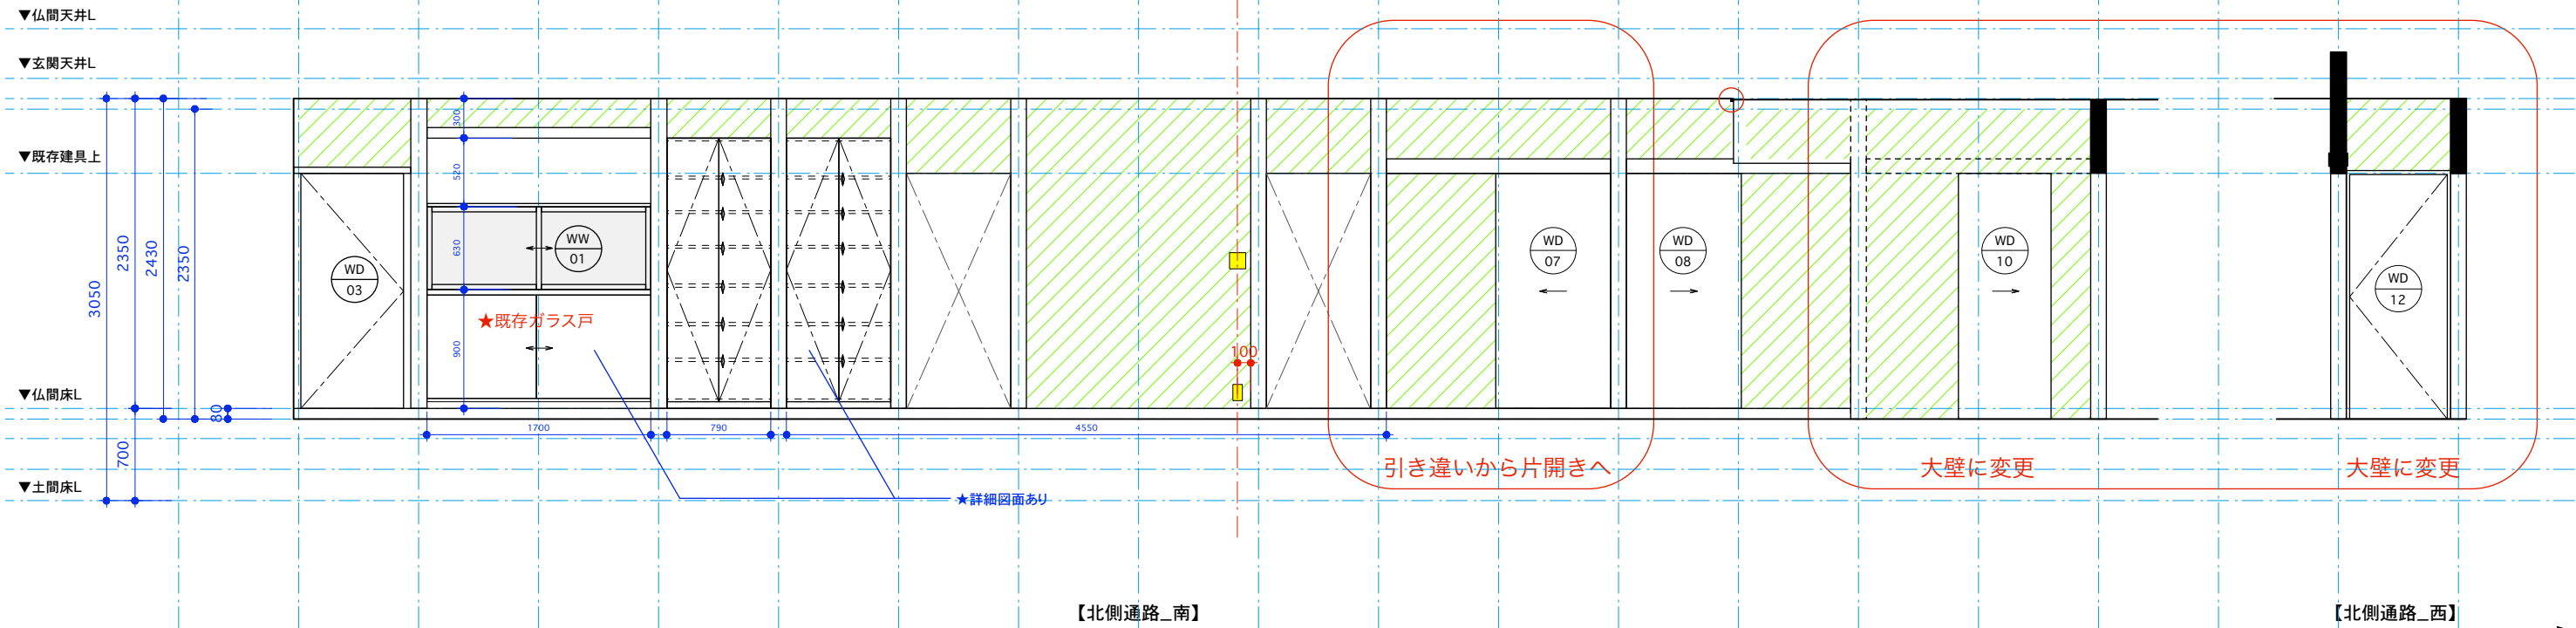 ▼仏間天井L
▼玄関天井L
▼既存建具上
▼仏間床L
▼土間床L
3050
2350
2430
2350
700
80
300
520
630
900
WD
03
WW
01
★既存ガラス戸
1700
790
4550
★詳細図面あり
100
WD
07
WD
08
WD
10
WD
12
引き違いから片開きへ
大壁に変更
大壁に変更
【北側通路_南】
【北側通路_西】